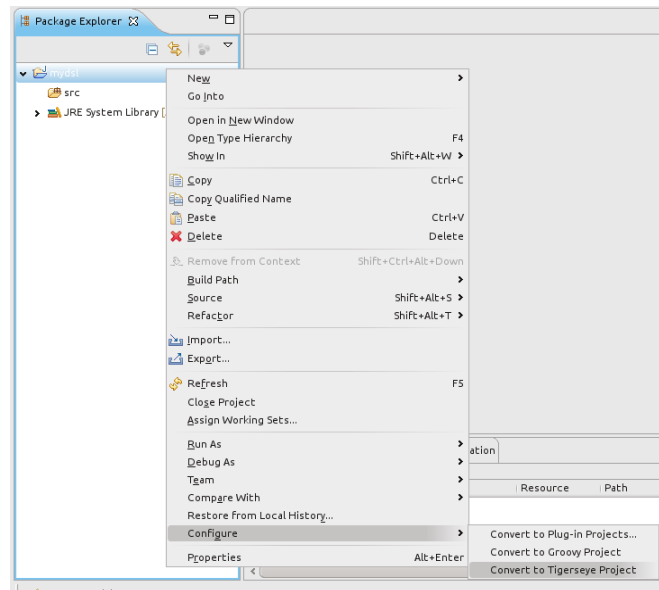 Package Explorer
mydsl
src
JRE System Library [
New
Go Into
Open in New Window
Open Type Hierarchy F4
Show In Shift+Alt+W
Copy Ctrl+C
Copy Qualified Name
Paste Ctrl+V
Delete Delete
Remove from Context Shift+Ctrl+Alt+Down
Build Path
Source Shift+Alt+S
Refactor Shift+Alt+T
Import...
Export...
Refresh F5
Close Project
Assign Working Sets...
Run As
Debug As
Team
Compare With
Restore from Local History...
Configure
Properties Alt+Enter
ation
Resource Path
Convert to Plug-in Projects...
Convert to Groovy Project
Convert to Tigerseye Project